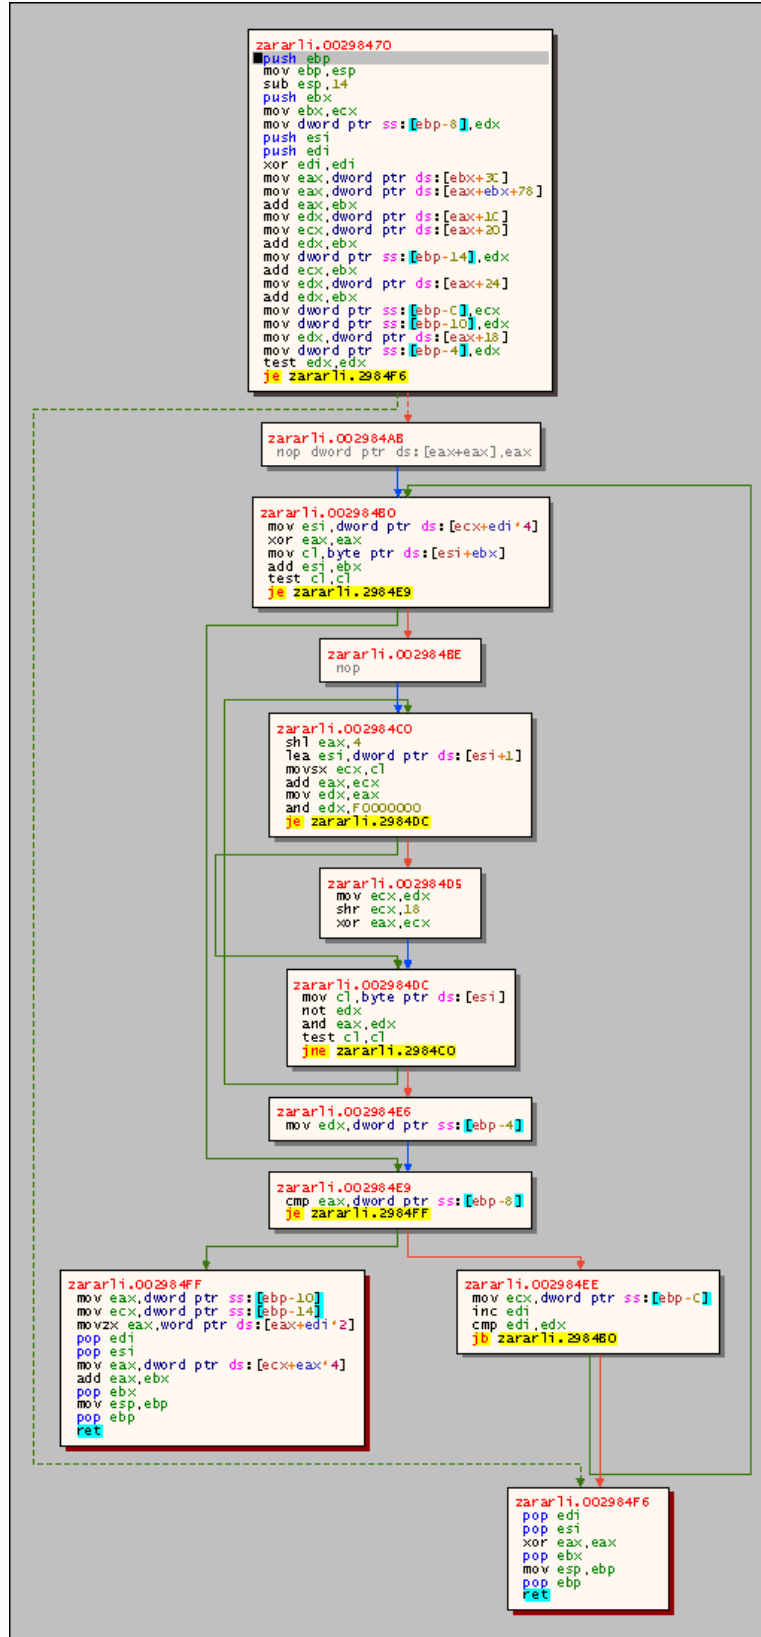 zararli.00298470
push ebp
mov ebp,esp
sub esp,14
push ebx
mov ebx,ecx
mov dword ptr ss:[ebp-8],edx
push esi
push edi
xor edi,edi
mov eax,dword ptr ds:[ebx+3C]
mov eax,dword ptr ds:[eax+ebx+78]
add eax,ebx
mov edx,dword ptr ds:[eax+1C]
mov ecx,dword ptr ds:[eax+20]
add edx,ebx
mov dword ptr ss:[ebp-14],edx
add ecx,ebx
mov edx,dword ptr ds:[eax+24]
add edx,ebx
mov dword ptr ss:[ebp-C],ecx
mov dword ptr ss:[ebp-10],edx
mov edx,dword ptr ds:[eax+18]
mov dword ptr ss:[ebp-4],edx
test edx,edx
je zararli.2984F6
zararli.002984AB
nop dword ptr ds:[eax+eax],eax
zararli.002984B0
mov esi,dword ptr ds:[ecx+edi*4]
xor eax,eax
mov cl,byte ptr ds:[esi+ebx]
add esi,ebx
test cl,cl
je zararli.2984E9
zararli.002984BE
nop
zararli.002984C0
shl eax,4
lea esi,dword ptr ds:[esi+1]
movsx ecx,cl
add eax,ecx
mov edx,eax
and edx,F0000000
je zararli.2984DC
zararli.002984D5
mov ecx,edx
shr ecx,18
xor eax,ecx
zararli.002984DC
mov cl,byte ptr ds:[esi]
not edx
and eax,edx
test cl,cl
jne zararli.2984C0
zararli.002984E6
mov edx,dword ptr ss:[ebp-4]
zararli.002984E9
cmp eax,dword ptr ss:[ebp-8]
je zararli.2984FF
zararli.002984FF
mov eax,dword ptr ss:[ebp-10]
mov ecx,dword ptr ss:[ebp-14]
movzx eax,word ptr ds:[eax+edi*2]
pop edi
pop esi
mov eax,dword ptr ds:[ecx+eax*4]
add eax,ebx
pop ebx
mov esp,ebp
pop ebp
ret
zararli.002984EE
mov ecx,dword ptr ss:[ebp-C]
inc edi
cmp edi,edx
jb zararli.2984B0
zararli.002984F6
pop edi
pop esi
xor eax,eax
pop ebx
mov esp,ebp
pop ebp
ret